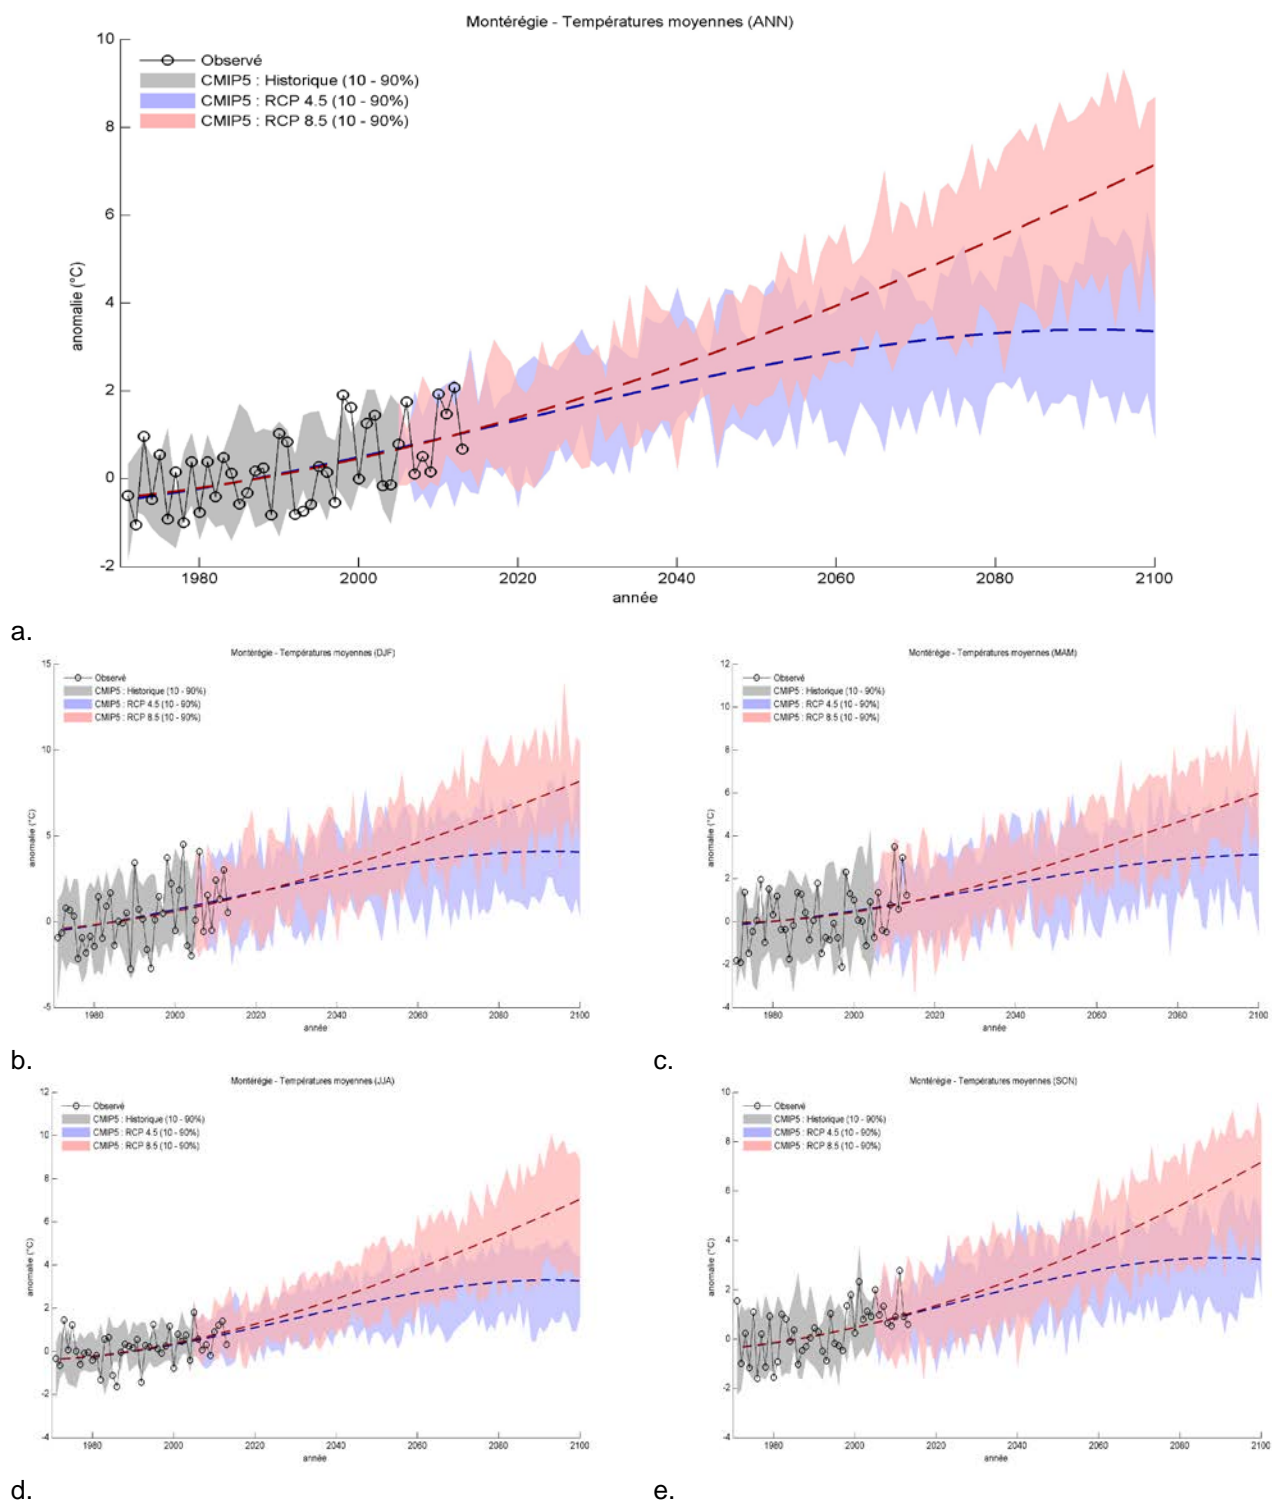 Montérégie - Températures moyennes (ANN)
10
8
6
4
2
0
-2
anomalie (°C)
Observé
CMIP5 : Historique (10 - 90%)
CMIP5 : RCP 4.5 (10 - 90%)
CMIP5 : RCP 8.5 (10 - 90%)
1980 2000 2020 2040 2060 2080 2100
année
a.
Montérégie - Températures moyennes (DJF)
15
10
5
0
-5
anomalie (°C)
Observé
CMIP5 : Historique (10 - 90%)
CMIP5 : RCP 4.5 (10 - 90%)
CMIP5 : RCP 8.5 (10 - 90%)
1980 2000 2020 2040 2060 2080 2100
année
b.
Montérégie - Températures moyennes (MAM)
12
10
8
6
4
2
0
-2
-4
anomalie (°C)
Observé
CMIP5 : Historique (10 - 90%)
CMIP5 : RCP 4.5 (10 - 90%)
CMIP5 : RCP 8.5 (10 - 90%)
1980 2000 2020 2040 2060 2080 2100
année
c.
Montérégie - Températures moyennes (JJA)
12
10
8
6
4
2
0
-2
-4
anomalie (°C)
Observé
CMIP5 : Historique (10 - 90%)
CMIP5 : RCP 4.5 (10 - 90%)
CMIP5 : RCP 8.5 (10 - 90%)
1980 2000 2020 2040 2060 2080 2100
année
d.
Montérégie - Températures moyennes (SON)
10
8
6
4
2
0
-2
-4
anomalie (°C)
Observé
CMIP5 : Historique (10 - 90%)
CMIP5 : RCP 4.5 (10 - 90%)
CMIP5 : RCP 8.5 (10 - 90%)
1980 2000 2020 2040 2060 2080 2100
année
e.